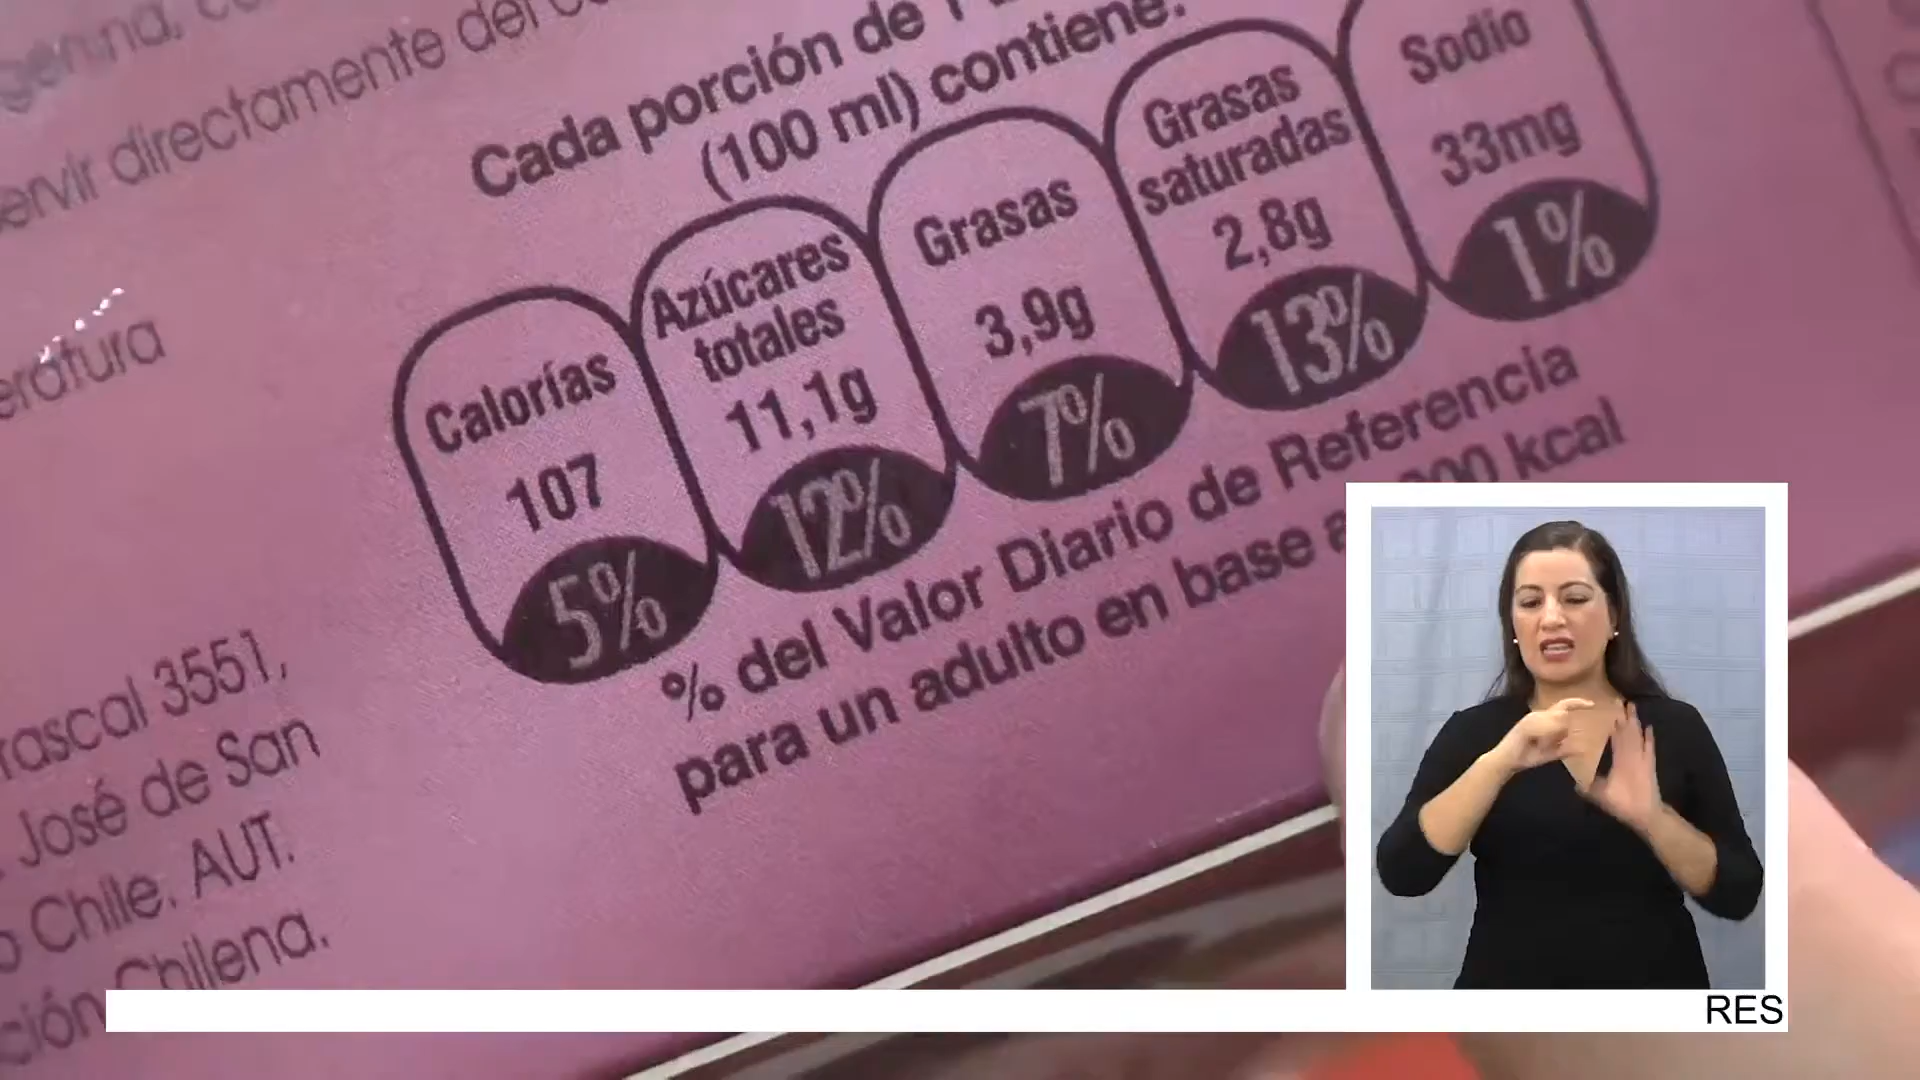 servir directamente del
Cada porción de 1
(100 ml) contiene:
Calorías
107
5%
Azúcares
totales
11,1g
12%
Grasas
3,9g
7%
Grasas
saturadas
2,8g
13%
Sodio
33mg
1%
% del Valor Diario de Referencia
para un adulto en base a kcal
3551,
José de San
Chile. AUT.
Chilena.
RES